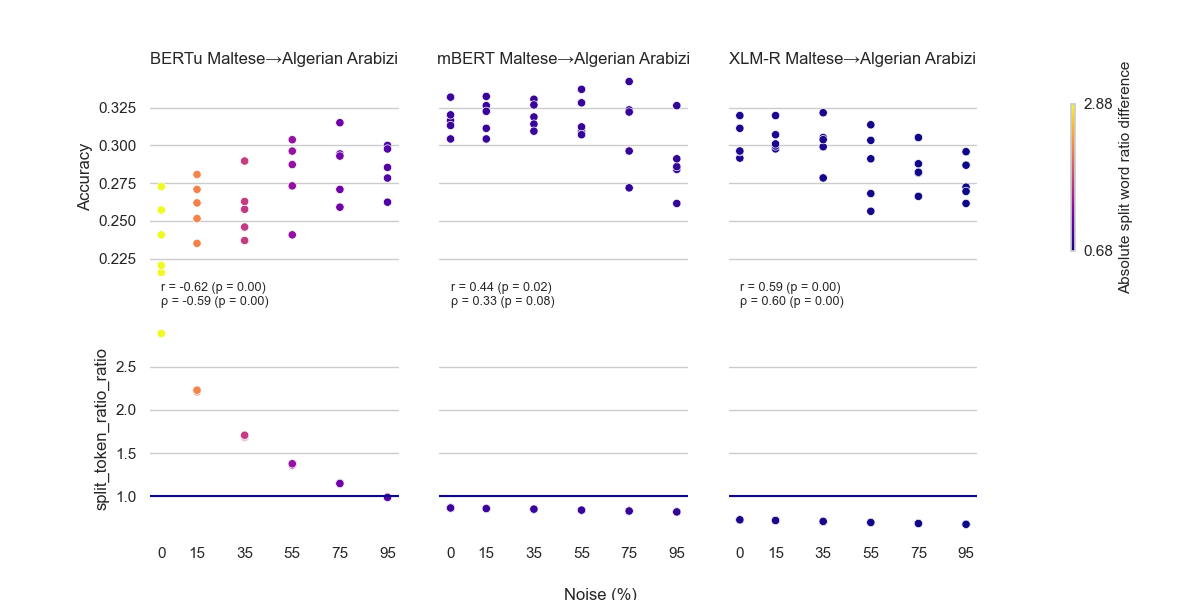 BERTu Maltese→Algerian Arabizi
mBERT Maltese→Algerian Arabizi
XLM-R Maltese→Algerian Arabizi
Accuracy
0.325
0.300
0.275
0.250
0.225
r = -0.62 (p = 0.00)
ρ = -0.59 (p = 0.00)
r = 0.44 (p = 0.02)
ρ = 0.33 (p = 0.08)
r = 0.59 (p = 0.00)
ρ = 0.60 (p = 0.00)
2.88
0.68
Absolute split word ratio difference
split_token_ratio_ratio
2.5
2.0
1.5
1.0
0 15 35 55 75 95
0 15 35 55 75 95
0 15 35 55 75 95
Noise (%)